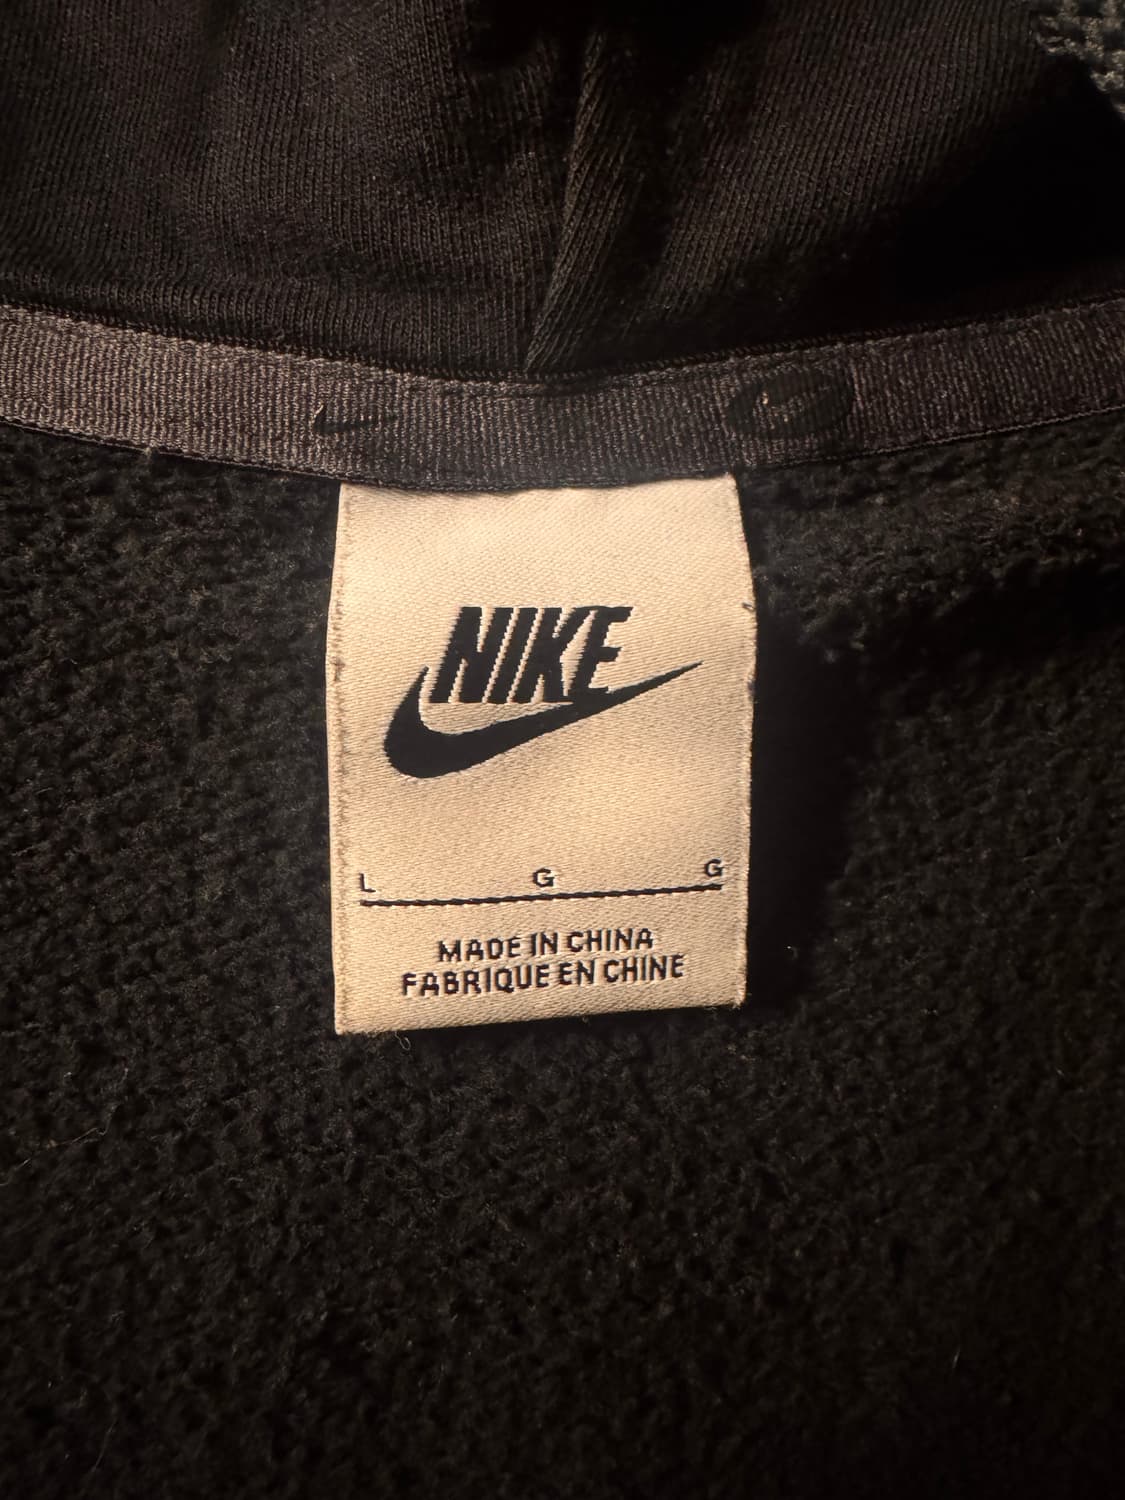 NIKE
L G G
MADE IN CHINA
FABRIQUE EN CHINE